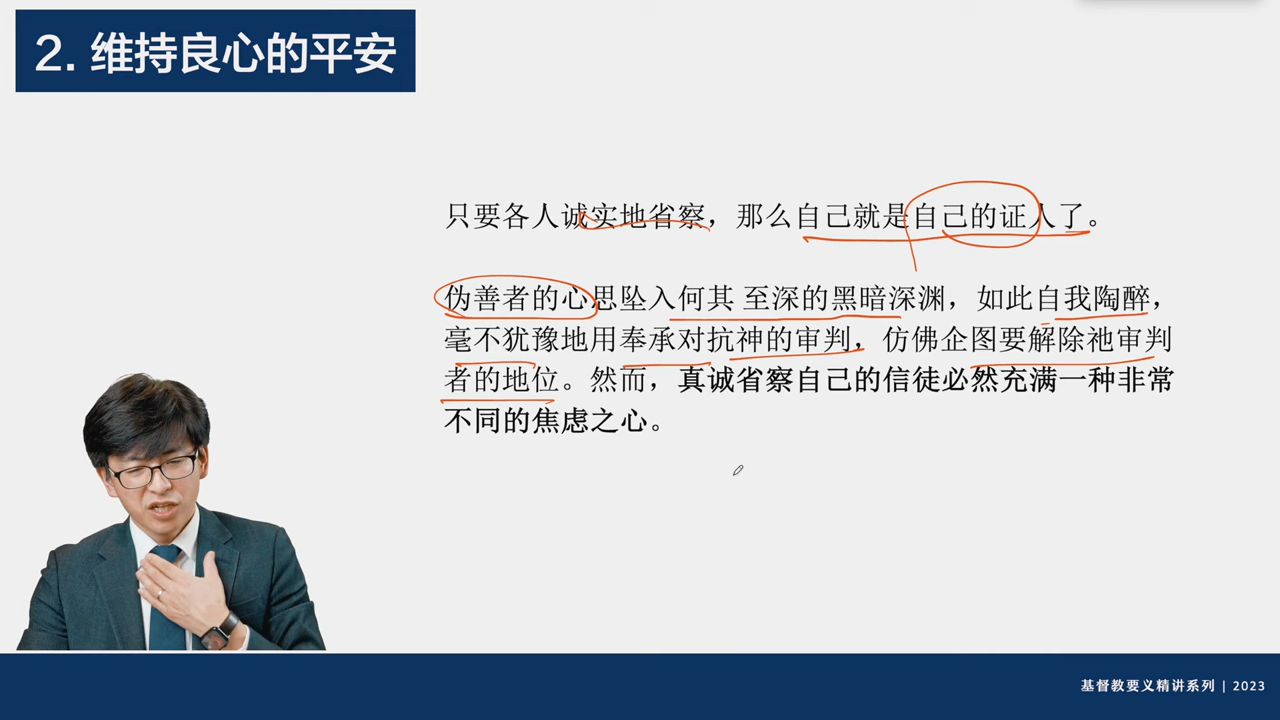 2. 维持良心的平安
只要各人诚实地省察，那么自己就是自己的证人了。
伪善者的心思坠入何其 至深的黑暗深渊，如此自我陶醉，
毫不犹豫地用奉承对抗神的审判，仿佛企图要解除祂审判
者的地位。然而，真诚省察自己的信徒必然充满一种非常
不同的焦虑之心。
基督教要义精讲系列 | 2023